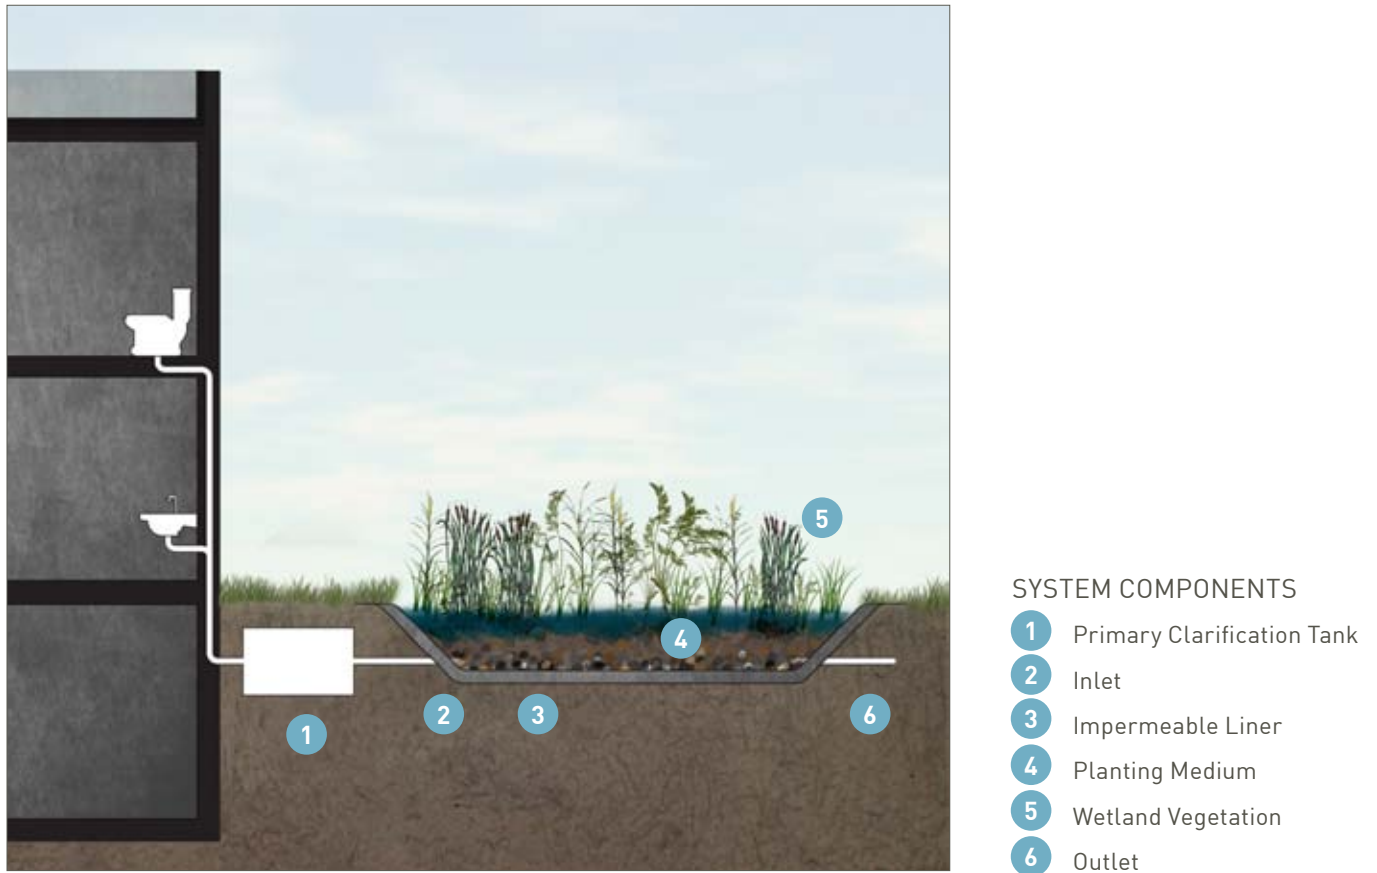 5
4
2
3
6
1
SYSTEM COMPONENTS
1 Primary Clarification Tank
2 Inlet
3 Impermeable Liner
4 Planting Medium
5 Wetland Vegetation
6 Outlet